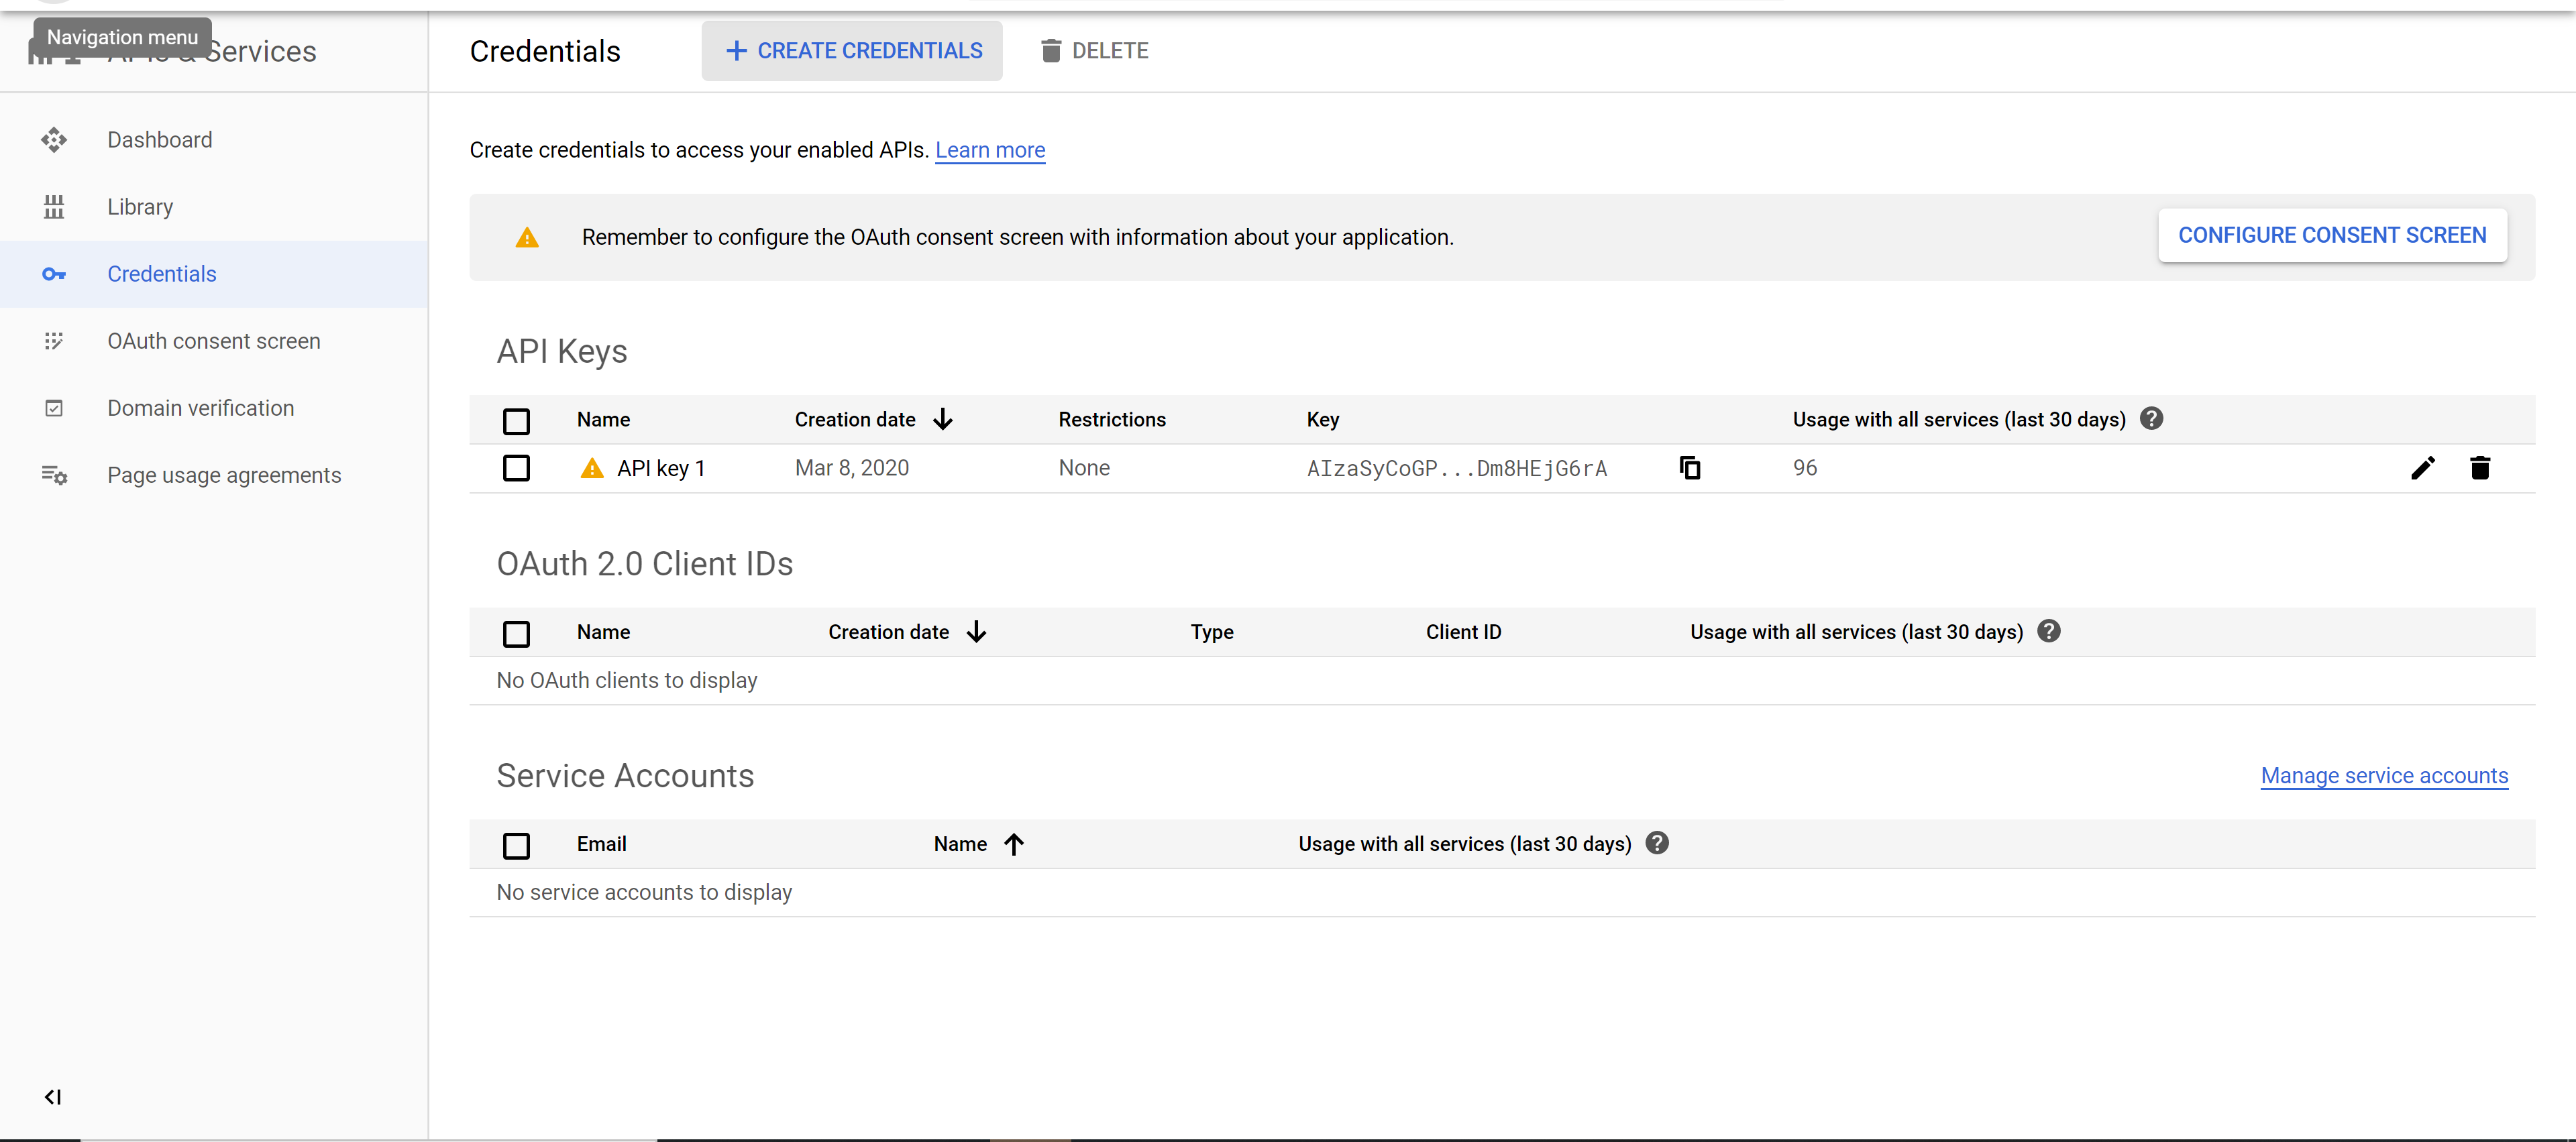 Navigation menu
APIs & Services
Credentials
CREATE CREDENTIALS
DELETE
Dashboard
Library
Credentials
OAuth consent screen
Domain verification
Page usage agreements
Create credentials to access your enabled APIs. Learn more
Remember to configure the OAuth consent screen with information about your application.
CONFIGURE CONSENT SCREEN
API Keys
Name Creation date Restrictions Key Usage with all services (last 30 days)
API key 1 Mar 8, 2020 None AIzaSyCoGP...Dm8HEjG6rA 96
OAuth 2.0 Client IDs
Name Creation date Type Client ID Usage with all services (last 30 days)
No OAuth clients to display
Service Accounts
Manage service accounts
Email Name Usage with all services (last 30 days)
No service accounts to display